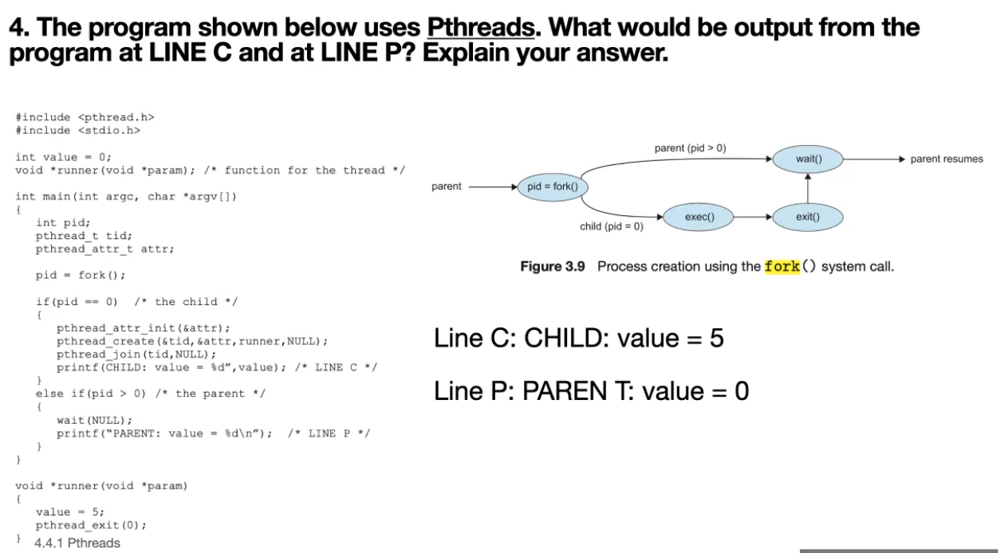 4. The program shown below uses Pthreads. What would be output from the
program at LINE C and at LINE P? Explain your answer.
#include <pthread.h>
#include <stdio.h>
int value = 0;
void *runner(void *param); /* function for the thread */
int main(int argc, char *argv[])
{
int pid;
pthread_t tid;
pthread_attr_t attr;
pid = fork();
if(pid == 0) /* the child */
{
pthread_attr_init(&attr);
pthread_create(&tid,&attr,runner,NULL);
pthread_join(tid,NULL);
printf(CHILD: value = %d”,value); /* LINE C */
}
else if(pid > 0) /* the parent */
{
wait(NULL);
printf(“PARENT: value = %d\n”); /* LINE P */
}
}
void *runner(void *param)
{
value = 5;
pthread_exit(0);
}
4.4.1 Pthreads
parent
pid = fork()
parent (pid > 0)
wait()
parent resumes
child (pid = 0)
exec()
exit()
Figure 3.9 Process creation using the fork() system call.
Line C: CHILD: value = 5
Line P: PAREN T: value = 0